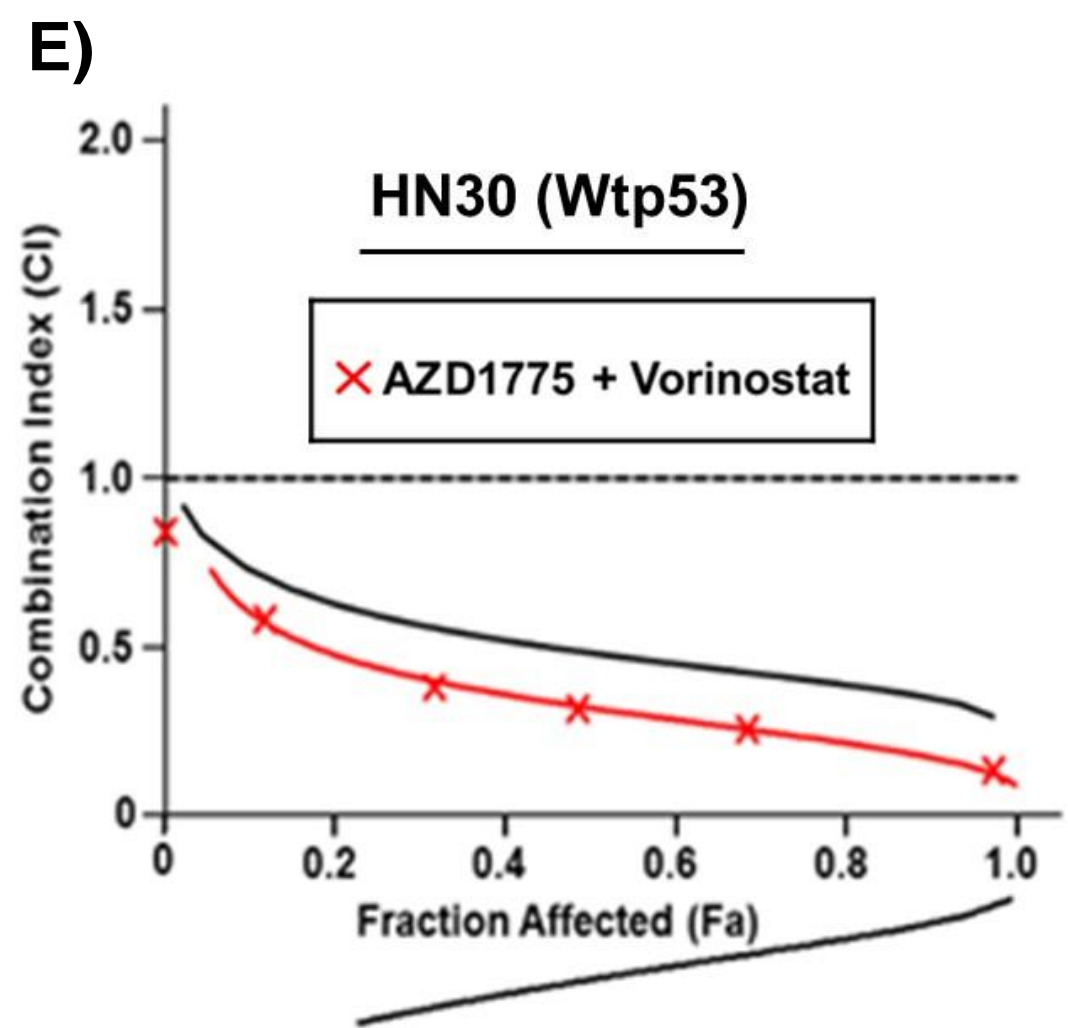 E)
HN30 (Wtp53)
AZD1775 + Vorinostat
Combination Index (CI)
2.0
1.5
1.0
0.5
0
0 0.2 0.4 0.6 0.8 1.0
Fraction Affected (Fa)